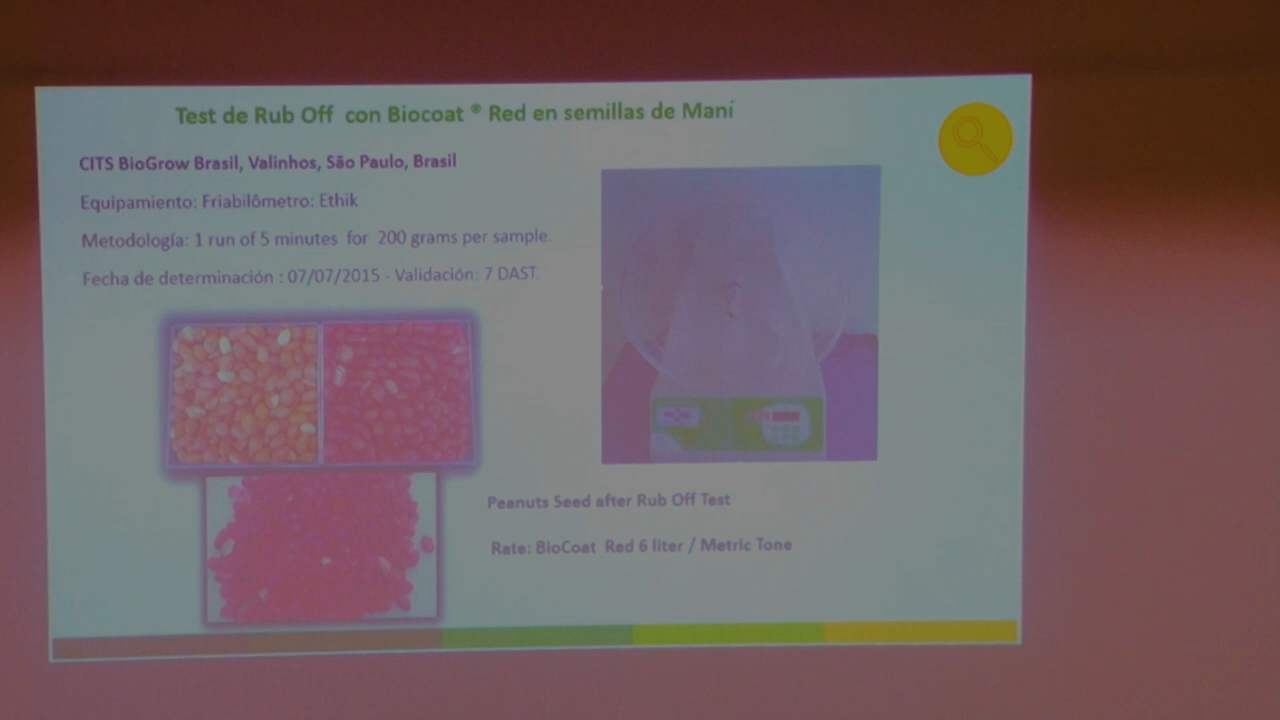 Test de Rub Off con Biocoat ® Red en semillas de Maní
CITS BioGrow Brasil, Valinhos, São Paulo, Brasil
Equipamiento: Friabilômetro: Ethik
Metodología: 1 run of 5 minutes for 200 grams per sample.
Fecha de determinación : 07/07/2015 - Validación: 7 DAST.
Peanuts Seed after Rub Off Test
Rate: BioCoat Red 6 liter / Metric Tone